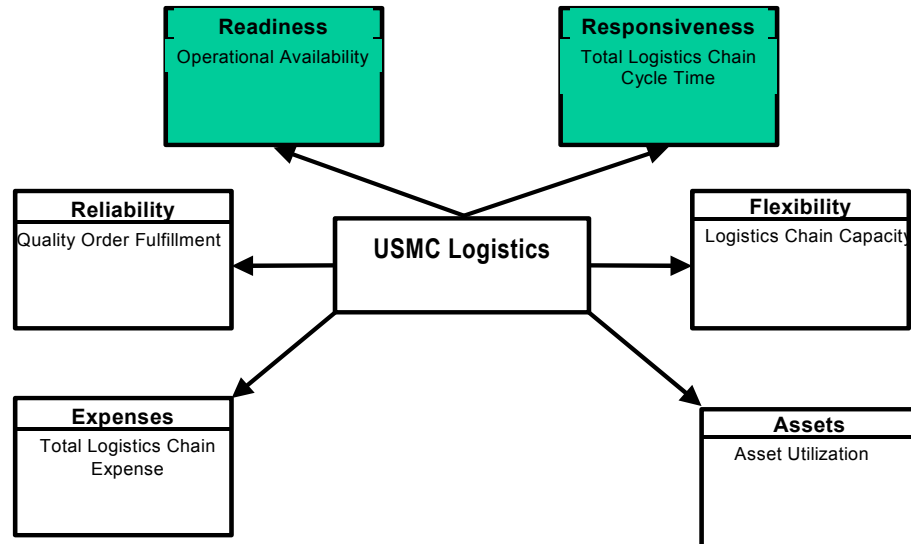 Readiness
Operational Availability
Responsiveness
Total Logistics Chain
Cycle Time
Reliability
Quality Order Fulfillment
USMC Logistics
Flexibility
Logistics Chain Capacity
Expenses
Total Logistics Chain
Expense
Assets
Asset Utilization